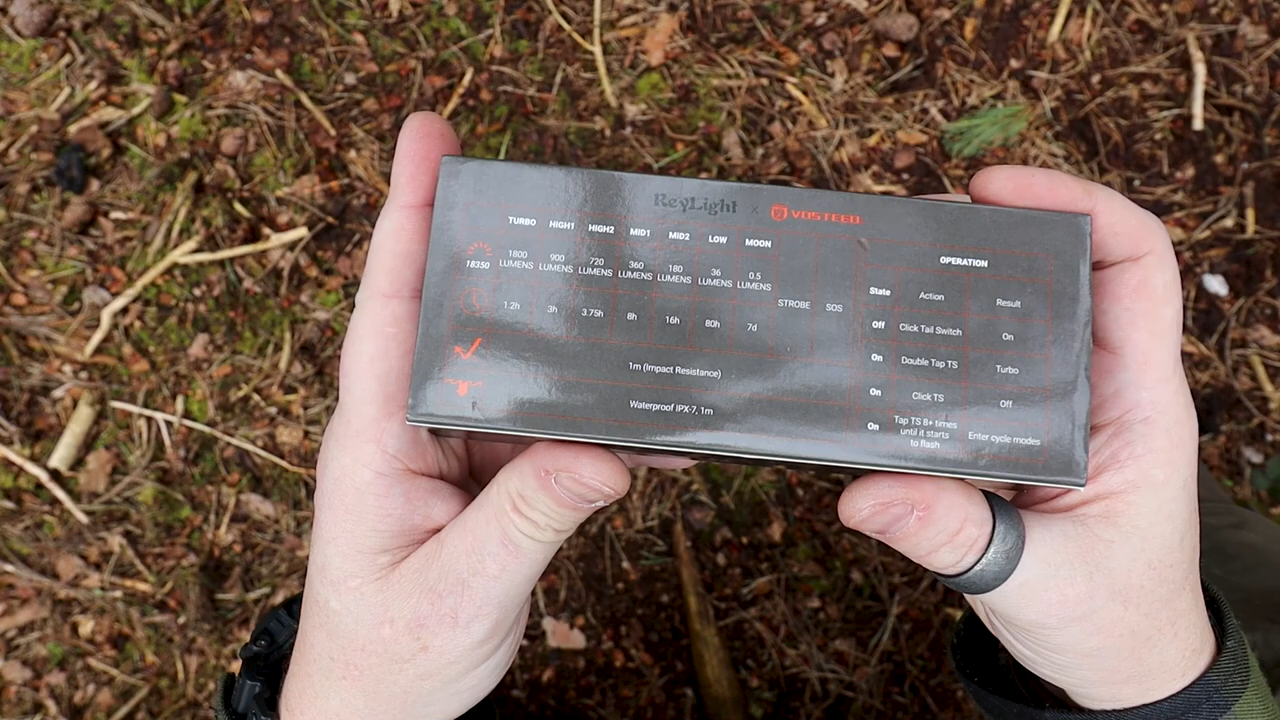 ReyLight x VOSTEED
TURBO HIGH1 HIGH2 MID1 MID2 LOW MOON
18350
1800 LUMENS 900 LUMENS 720 LUMENS 360 LUMENS 180 LUMENS 36 LUMENS 0.5 LUMENS
STROBE SOS
1.2h 3h 3.75h 8h 16h 80h 7d
1m (Impact Resistance)
Waterproof IPX-7, 1m
OPERATION
State Action Result
Off Click Tail Switch On
On Double Tap TS Turbo
On Click TS Off
On Tap TS 8+ times until it starts to flash Enter cycle modes